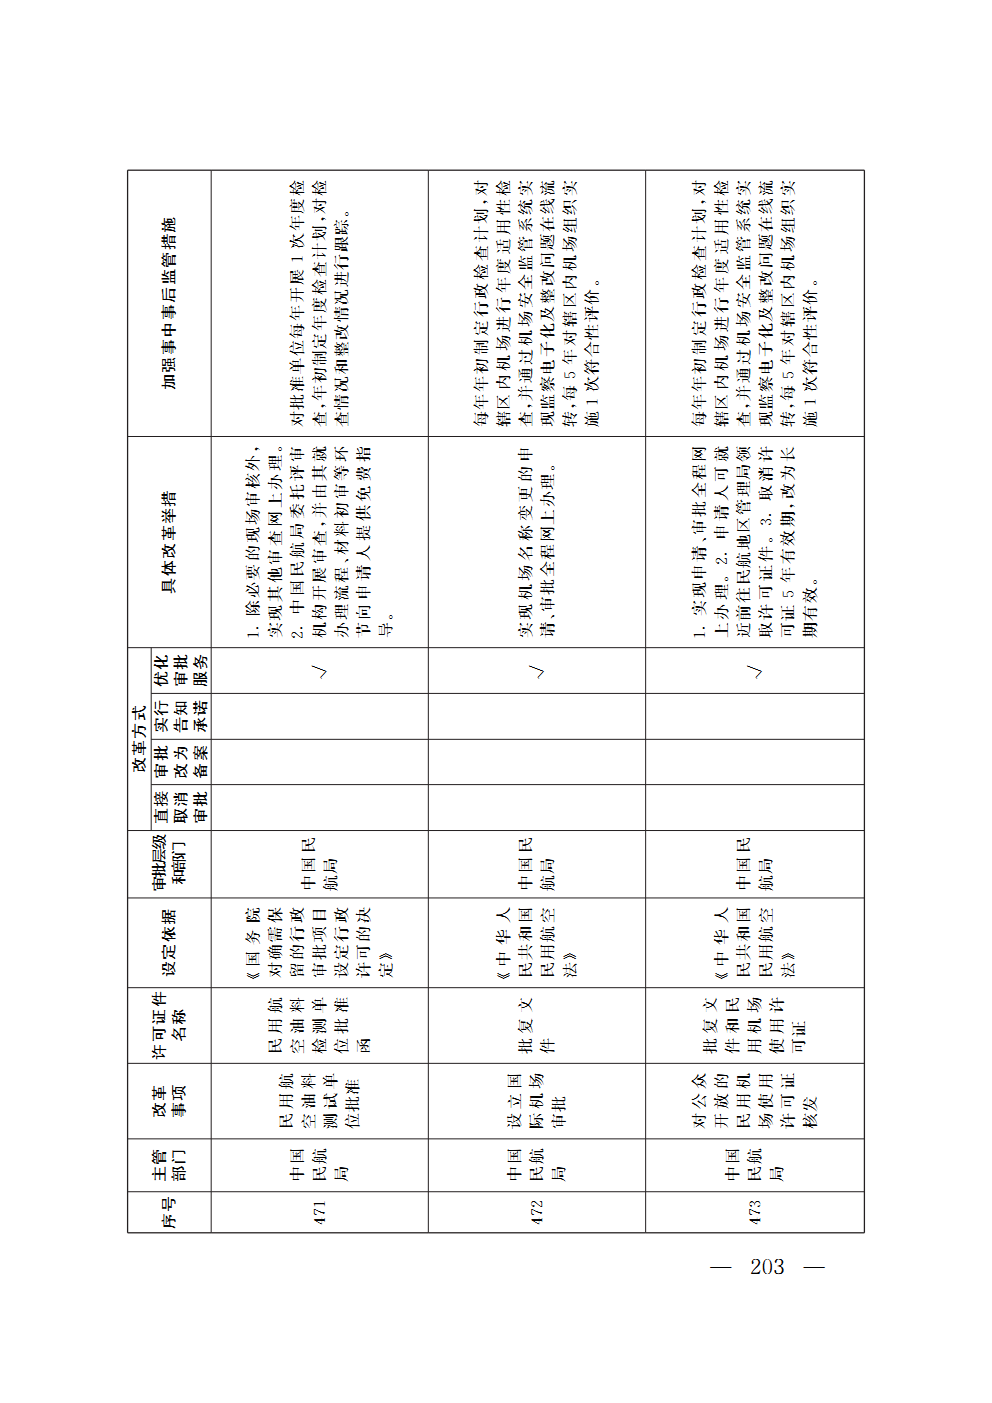 序号
主管
部门
改革
事项
许可证件
名称
设定依据
审批层级
和部门
改革方式
直接
取消
审批
审批
改为
备案
实行
告知
承诺
优化
审批
服务
具体改革举措
加强事中事后监管措施
471
中国
民航
局
民用航
空油料
测试单
位批准
民用航
空油料
检测单
位批准
函
《国务院
对确需保
留的行政
审批项目
设定行政
许可的决
定》
中国民
航局
√
1. 除必要的现场审核外，
实现其他审查网上办理。
2. 中国民航局委托评审
机构开展审查，并由其就
办理流程、材料初审等环
节向申请人提供免费指
导。
对批准单位每年开展 1 次年度检
查，年初制定年度检查计划，对检
查情况和整改情况进行跟踪。
472
中国
民航
局
设立国
际机场
审批
批复文
件
《中华人
民共和国
民用航空
法》
中国民
航局
√
实现机场名称变更的申
请、审批全程网上办理。
每年年初制定行政检查计划，对
辖区内机场进行年度适用性检
查，并通过机场安全监管系统实
现监察电子化及整改问题在线流
转，每 5 年对辖区内机场组织实
施 1 次符合性评价。
473
中国
民航
局
对公众
开放的
民用机
场使用
许可证
核发
批复文
件和民
用机场
使用许
可证
《中华人
民共和国
民用航空
法》
中国民
航局
√
1. 实现申请、审批全程网
上办理。2. 申请人可就
近前往民航地区管理局领
取许可证件。3. 取消许
可证 5 年有效期，改为长
期有效。
每年年初制定行政检查计划，对
辖区内机场进行年度适用性检
查，并通过机场安全监管系统实
现监察电子化及整改问题在线流
转，每 5 年对辖区内机场组织实
施 1 次符合性评价。
— 203 —